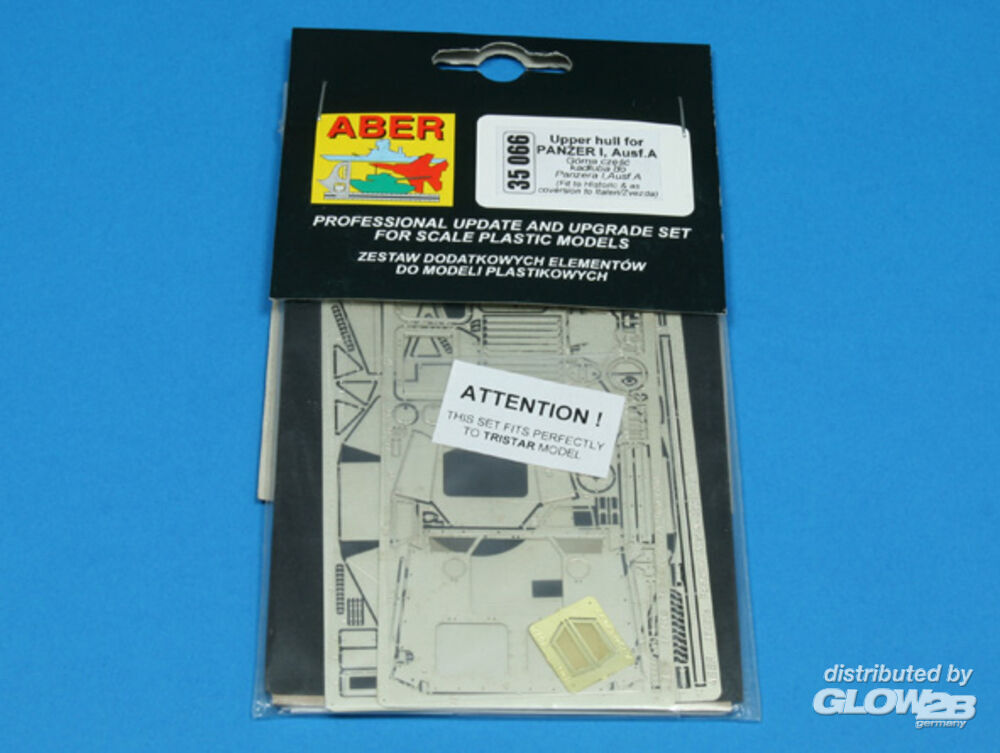 ABER
35 066
Upper hull for
PANZER I, Ausf.A
Górna część
kadłuba do
Panzera I,Ausf.A
(Fit to Historic & as
coversion to Italeri/Zvezda)
PROFESSIONAL UPDATE AND UPGRADE SET
FOR SCALE PLASTIC MODELS
ZESTAW DODATKOWYCH ELEMENTÓW
DO MODELI PLASTIKOWYCH
ATTENTION !
THIS SET FITS PERFECTLY
TO TRISTAR MODEL
distributed by
GLOW2B
germany